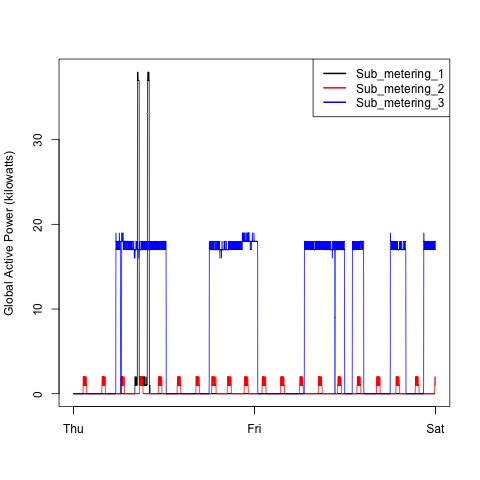 Sub_metering_1
Sub_metering_2
Sub_metering_3
Global Active Power (kilowatts)
30
20
10
0
Thu Fri Sat